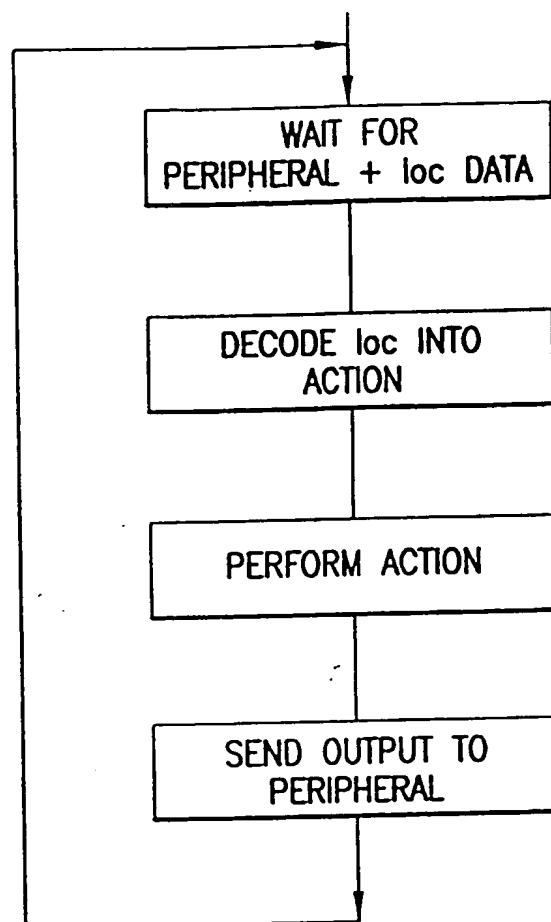 WAIT FOR
PERIPHERAL + loc DATA
DECODE loc INTO
ACTION
PERFORM ACTION
SEND OUTPUT TO
PERIPHERAL